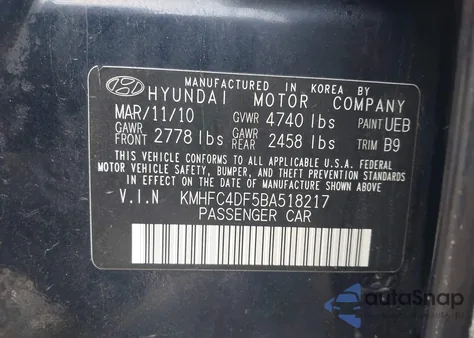 MANUFACTURED IN KOREA
HYUNDAI MOTOR COMPANY
MAR/11/10 GVWR 4740 lbs PAINT UEB
GAWR FRONT 2778 lbs GAWR REAR 2458 lbs TRIM B9
THIS VEHICLE CONFORMS TO ALL APPLICABLE U.S.A. FEDERAL
MOTOR VEHICLE SAFETY, BUMPER, AND THEFT PREVENTION
STANDARDS IN EFFECT ON THE DATE OF MANUFACTURE SHOWN ABOVE.
V.I.N KMHFC4DF5BA518217
PASSENGER CAR
autoSnap